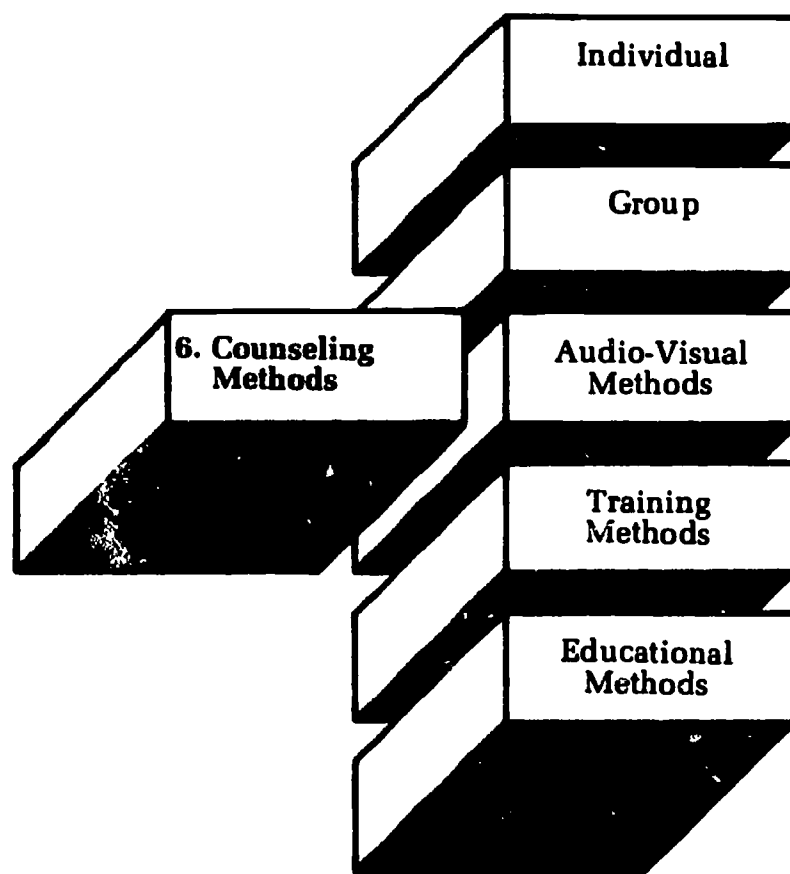 Individual
Group
6. Counseling
Methods
Audio-Visual
Methods
Training
Methods
Educational
Methods